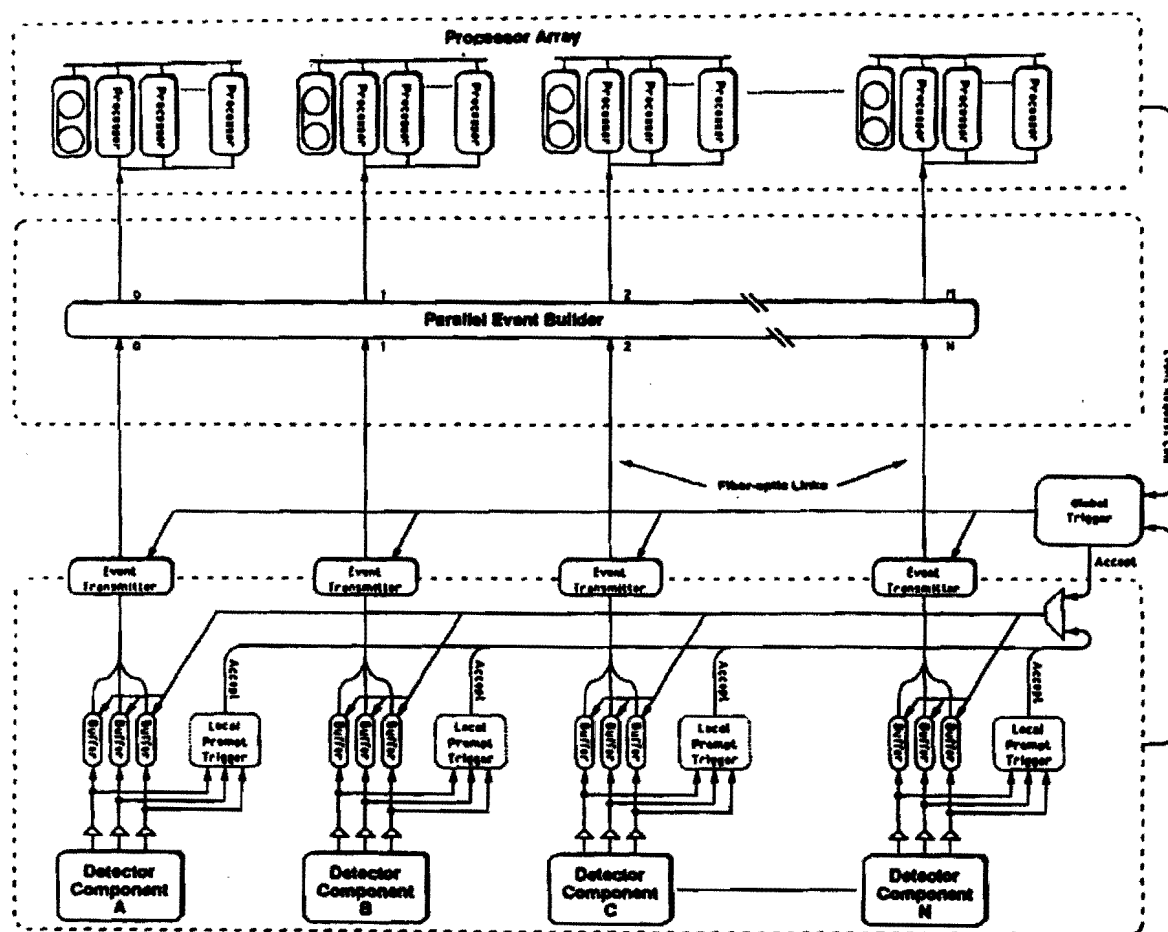 Processor Array
Processor
Processor
Processor
Processor
Processor
Processor
Processor
Processor
Processor
Processor
Processor
Processor
0
1
2
M
Parallel Event Builder
0
1
2
N
Fiber-optic Links
Global
Trigger
Event
Transmitter
Event
Transmitter
Event
Transmitter
Event
Transmitter
Accept
Accept
Accept
Accept
Accept
Buffer
Buffer
Buffer
Local
Prompt
Trigger
Buffer
Buffer
Buffer
Local
Prompt
Trigger
Buffer
Buffer
Buffer
Local
Prompt
Trigger
Buffer
Buffer
Buffer
Local
Prompt
Trigger
Detector
Component
A
Detector
Component
B
Detector
Component
C
Detector
Component
N